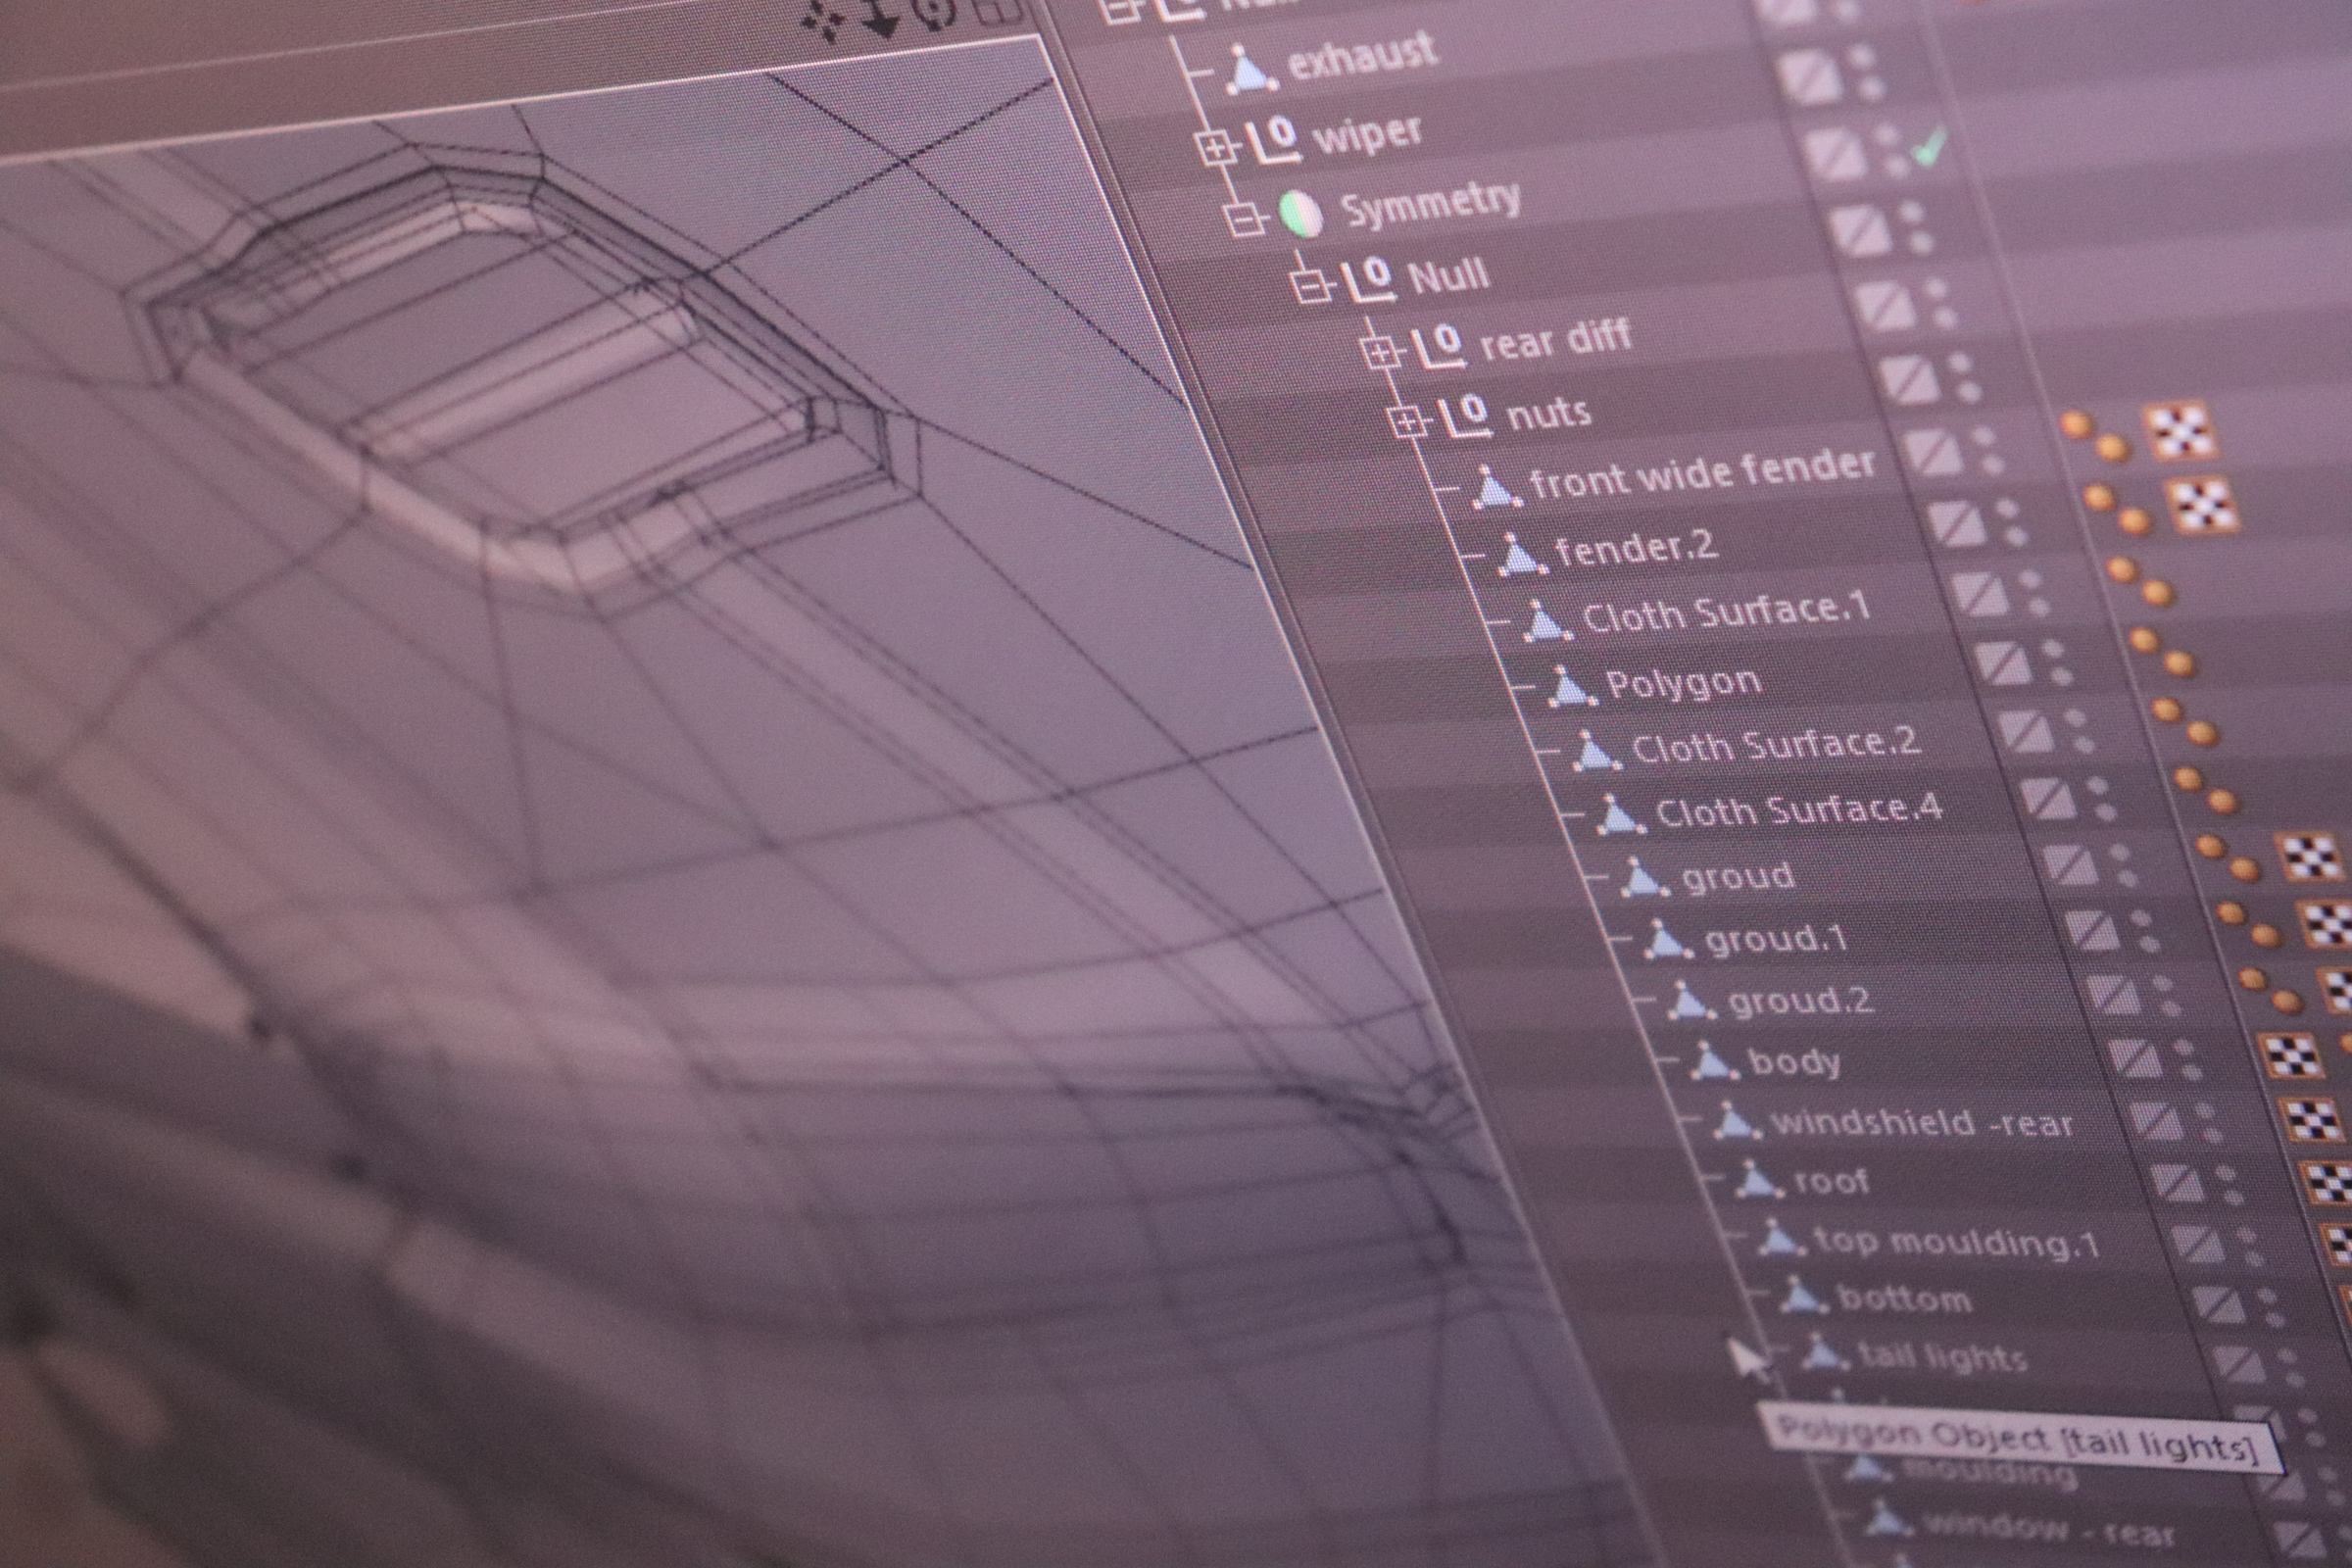 exhaust
wiper
Symmetry
Null
rear diff
nuts
front wide fender
fender.2
Cloth Surface.1
Polygon
Cloth Surface.2
Cloth Surface.4
groud
groud.1
groud.2
body
windshield -rear
roof
top moulding.1
bottom
tail lights
Polygon Object [tail lights]
moulding
window - rear